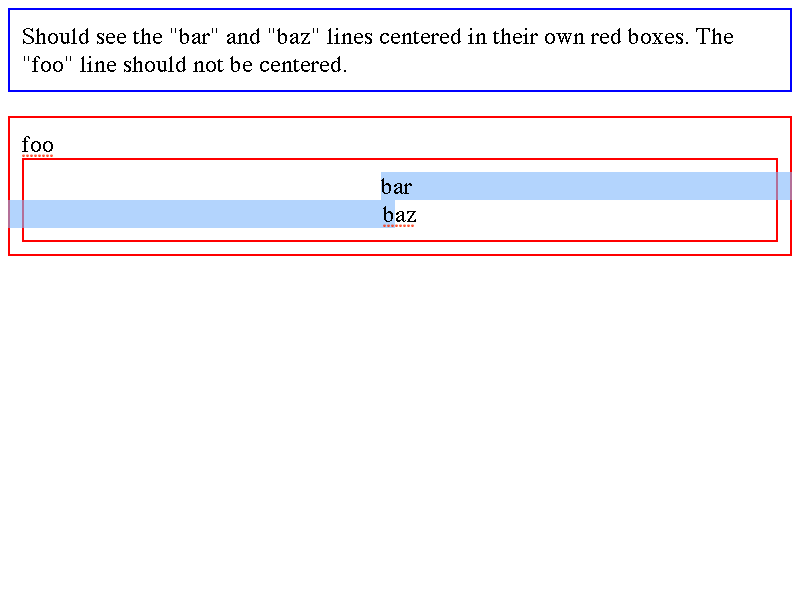 Should see the "bar" and "baz" lines centered in their own red boxes. The
"foo" line should not be centered.
foo
bar
baz